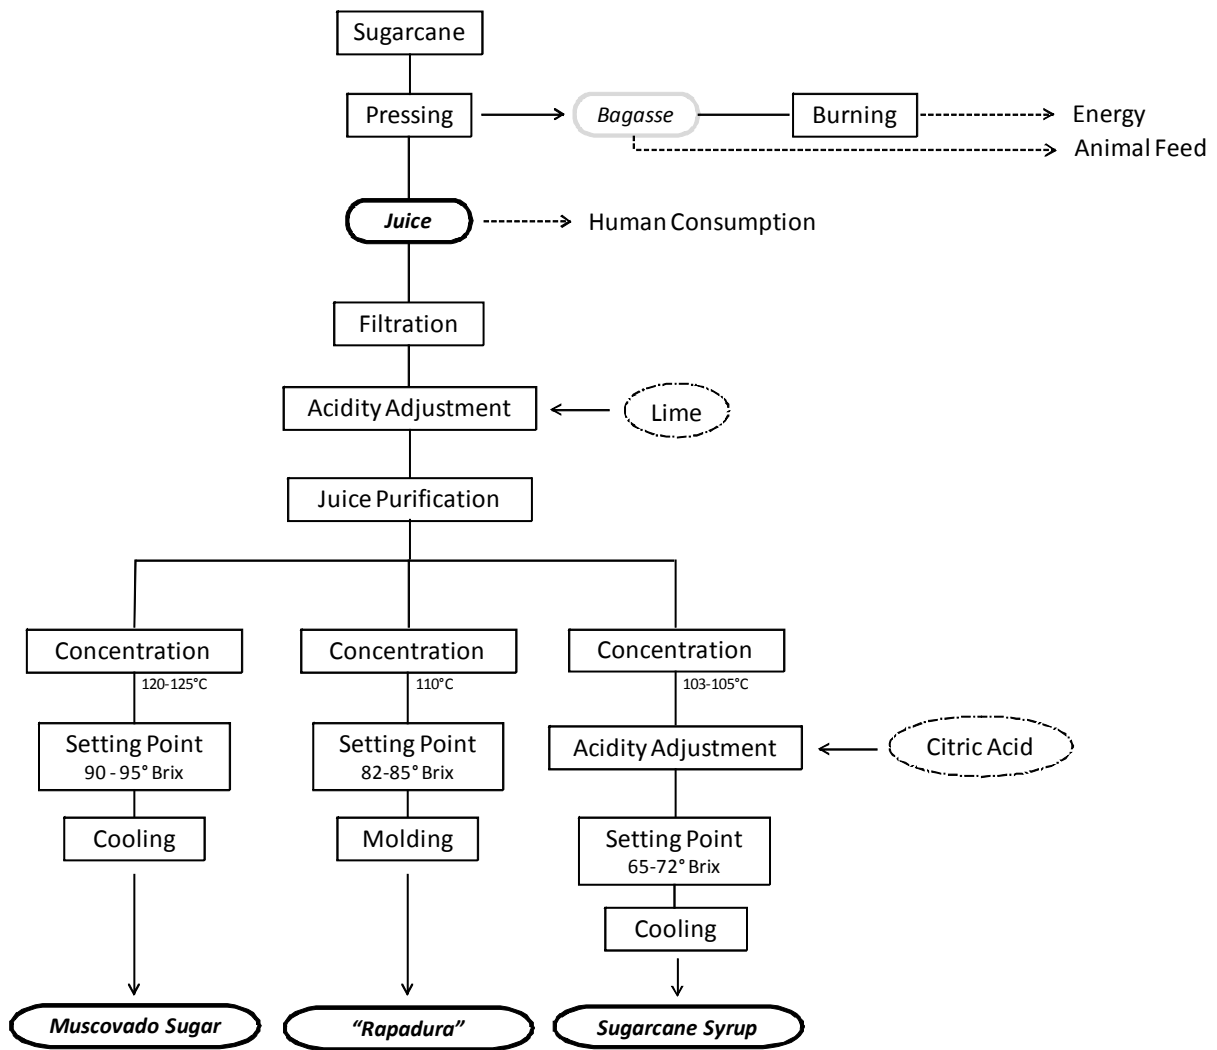 Sugarcane
Pressing
Bagasse
Burning
Energy
Animal Feed
Juice
Human Consumption
Filtration
Acidity Adjustment
Lime
Juice Purification
Concentration
Concentration
Concentration
120-125°C
110°C
103-105°C
Setting Point
90 - 95° Brix
Setting Point
82-85° Brix
Acidity Adjustment
Citric Acid
Cooling
Molding
Setting Point
65-72° Brix
Cooling
Muscovado Sugar
“Rapadura”
Sugarcane Syrup